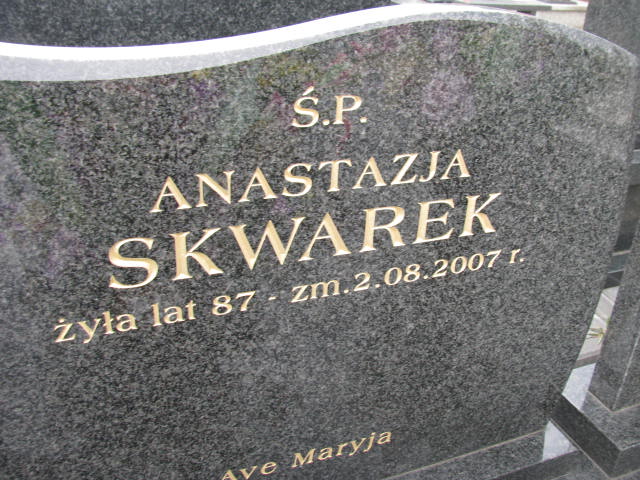 Ś.P.
ANASTAZJA
SKWAREK
żyła lat 87 - zm.2.08.2007 r.
Ave Maryja